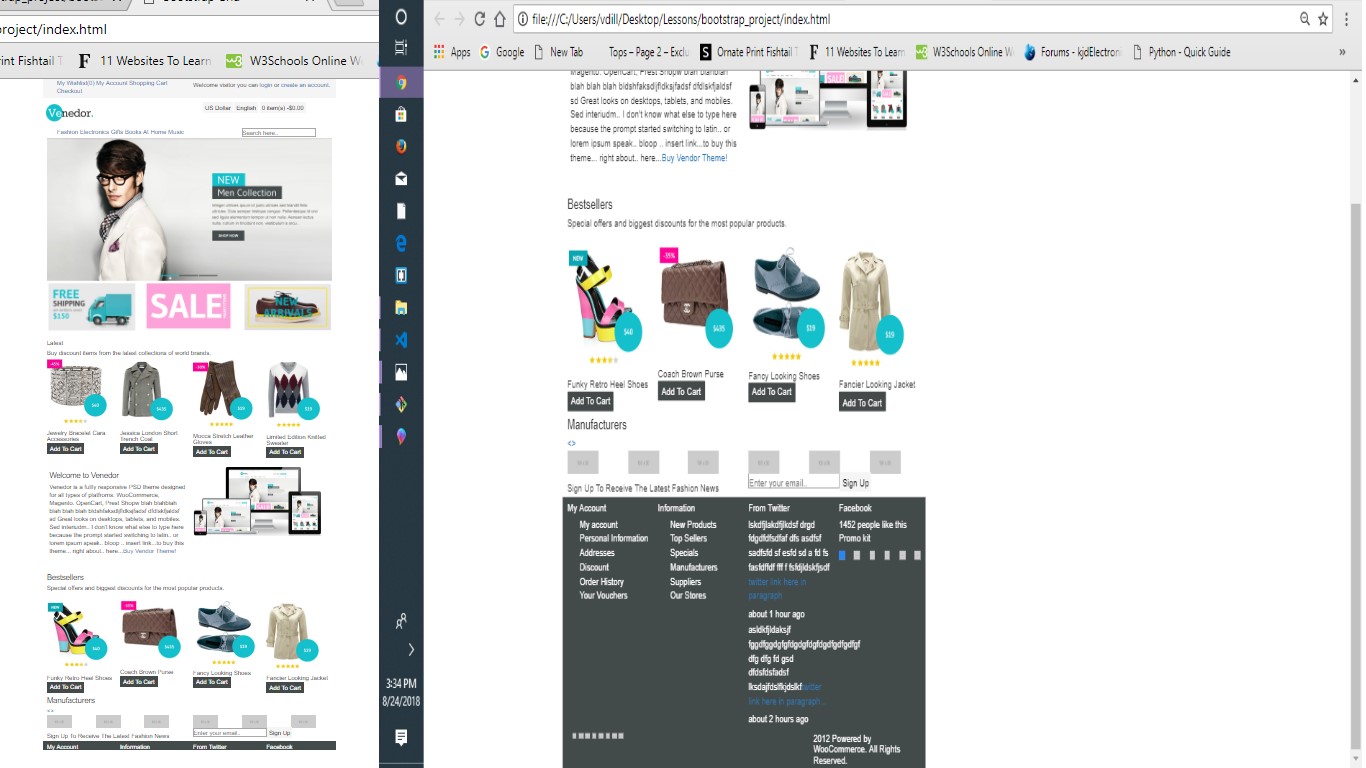 project/index.html
rint Fishtail T
11 Websites To Learn
W3Schools Online W
My Wishlist(0) My Account Shopping Cart
Checkout
Welcome visitor you can login or create an account.
Venedor.
US Dollar English 0 item(s) -$0.00
Fashion Electronics Gifts Books At Home Music
Search here..
NEW
Men Collection
SHOP NOW
FREE
SHIPPING
$150
SALE
NEW
ARRIVALS
Latest
Buy discount items from the latest collections of world brands.
Jewelry Bracelet Cara
Accessories
Add To Cart
Jessica London Short
Trench Coat
Add To Cart
Mocca Stretch Leather
Gloves
Add To Cart
Limited Edition Knitted
Sweater
Add To Cart
Welcome to Venedor
Venedor is a fully responsive PSD theme designed
for all types of platfroms: WooCommerce,
Magento. OpenCart, Prest Shopw blah blahblah
blah blah blah bldahfaksdljfldksjfadsf dfdlskfjaldsf
sd Great looks on desktops, tablets, and mobiles.
Sed interiudm.. I don't know what else to type here
because the prompt started switching to latin.. or
lorem ipsum speak.. bloop .. insert link...to buy this
theme... right about.. here...Buy Vendor Theme!
Bestsellers
Special offers and biggest discounts for the most popular products.
NEW
$40
Funky Retro Heel Shoes
Add To Cart
-35%
$435
Coach Brown Purse
Add To Cart
$19
Fancy Looking Shoes
Add To Cart
$19
Fancier Looking Jacket
Add To Cart
Manufacturers
<>
Sign Up To Receive The Latest Fashion News
Enter your email..
Sign Up
My Account
Information
From Twitter
Facebook
3:34 PM
8/24/2018
file:///C:/Users/vdill/Desktop/Lessons/bootstrap_project/index.html
Apps
Google
New Tab
Tops – Page 2 – Exclu
Ornate Print Fishtail T
11 Websites To Learn
W3Schools Online W
Forums - kjdElectron
Python - Quick Guide
»
Magento. OpenCart, Prest Shopw blah blahblah
blah blah blah bldahfaksdljfldksjfadsf dfdlskfjaldsf
sd Great looks on desktops, tablets, and mobiles.
Sed interiudm.. I don't know what else to type here
because the prompt started switching to latin.. or
lorem ipsum speak.. bloop .. insert link...to buy this
theme... right about.. here...Buy Vendor Theme!
Bestsellers
Special offers and biggest discounts for the most popular products.
NEW
$40
Funky Retro Heel Shoes
Add To Cart
-35%
$435
Coach Brown Purse
Add To Cart
$19
Fancy Looking Shoes
Add To Cart
$19
Fancier Looking Jacket
Add To Cart
Manufacturers
<>
Sign Up To Receive The Latest Fashion News
Enter your email..
Sign Up
My Account
My account
Personal Information
Addresses
Discount
Order History
Your Vouchers
Information
New Products
Top Sellers
Specials
Manufacturers
Suppliers
Our Stores
From Twitter
lskdfjlakdfjlkdsf drgd
fdgdfdfsdfaf dfs asdfsf
sadfsfd sf esfd sd a fd fs
fasfdffdf fff f fsfdjldskfjsdf
twitter link here in
paragraph
about 1 hour ago
asldkfjldaksjf
fggdfggdgfgfdgdgfdgfdgdfgdfgdfgf
dfg dfg fd gsd
dfdsfdsfadsf
lksdajfdslfkjdslkftwitter
link here in paragraph...
about 2 hours ago
Facebook
1452 people like this
Promo kit
2012 Powered by
WooCommerce. All Rights
Reserved.